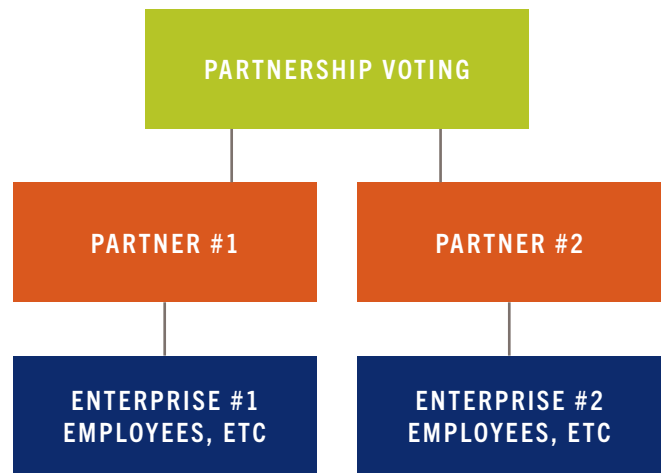 PARTNERSHIP VOTING
PARTNER #1
PARTNER #2
ENTERPRISE #1
EMPLOYEES, ETC
ENTERPRISE #2
EMPLOYEES, ETC